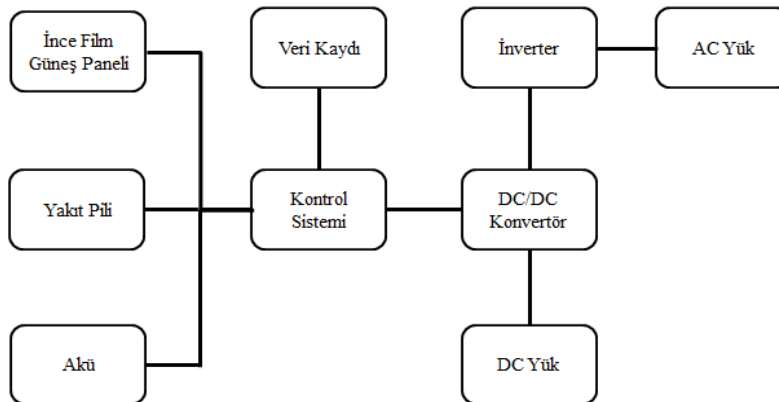 İnce Film
Güneş Paneli
Veri Kaydı
İnverter
AC Yük
Yakıt Pili
Kontrol
Sistemi
DC/DC
Konvertör
Akü
DC Yük